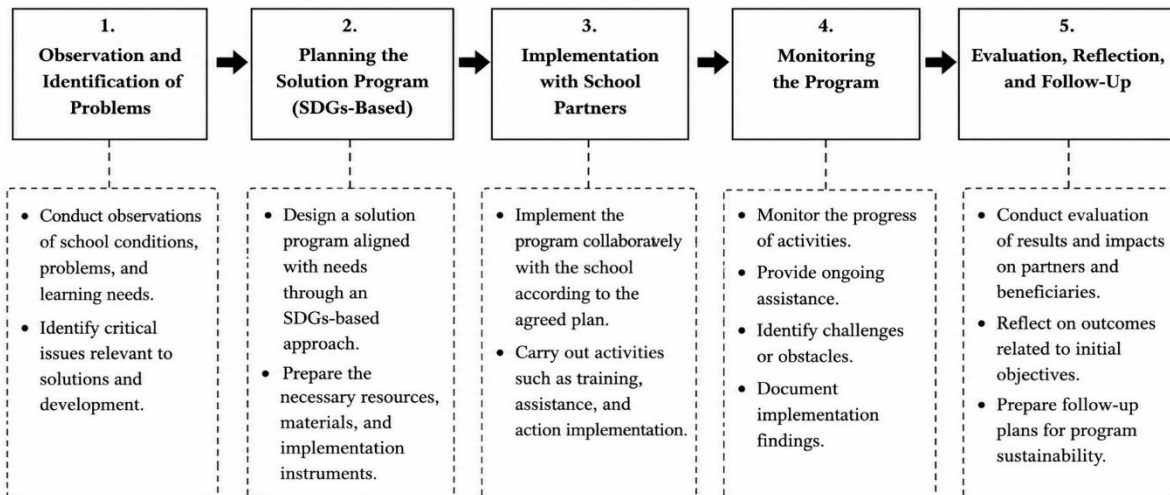 1.
Observation and
Identification of
Problems
2.
Planning the
Solution Program
(SDGs-Based)
3.
Implementation
with School
Partners
4.
Monitoring
the Program
5.
Evaluation, Reflection,
and Follow-Up
• Conduct observations
of school conditions,
problems, and
learning needs.
• Identify critical
issues relevant to
solutions and
development.
• Design a solution
program aligned
with needs
through an
SDGs-based
approach.
• Prepare the
necessary resources,
materials, and
implementation
instruments.
• Implement the
program collaboratively
with the school
according to the
agreed plan.
• Carry out activities
such as training,
assistance, and
action implementation.
• Monitor the progress
of activities.
• Provide ongoing
assistance.
• Identify challenges
or obstacles.
• Document
implementation
findings.
• Conduct evaluation
of results and impacts
on partners and
beneficiaries.
• Reflect on outcomes
related to initial
objectives.
• Prepare follow-up
plans for program
sustainability.